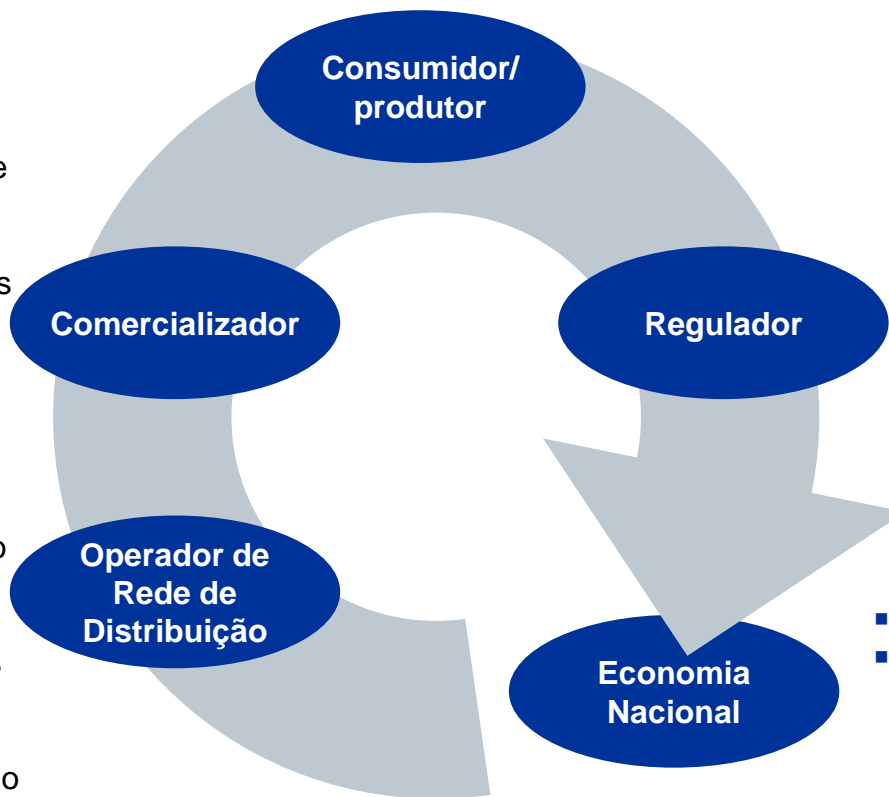 Consumidor/
produtor
Comercializador
Regulador
Operador de
Rede de
Distribuição
Economia
Nacional